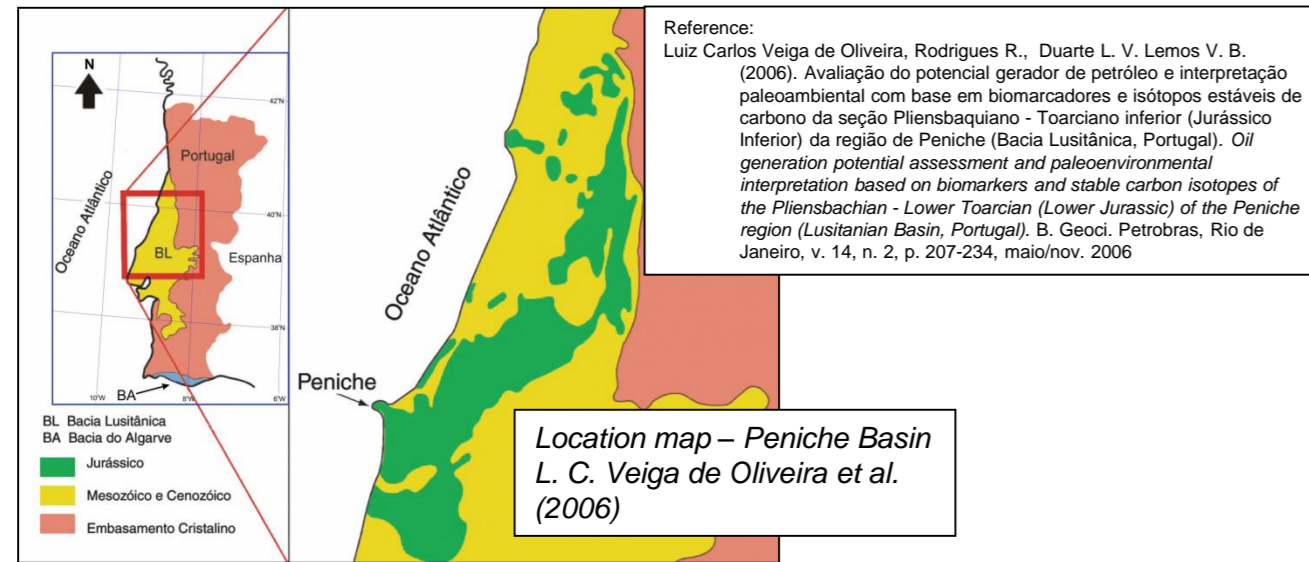 N
42°N
Portugal
Oceano Atlântico
40°N
BL
Espanha
38°N
BA
10°W
8°W
6°W
BL Bacia Lusitânica
BA Bacia do Algarve
Jurássico
Mesozóico e Cenozóico
Embasamento Cristalino
Oceano Atlântico
Peniche
Reference:
Luiz Carlos Veiga de Oliveira, Rodrigues R., Duarte L. V. Lemos V. B.
(2006). Avaliação do potencial gerador de petróleo e interpretação
paleoambiental com base em biomarcadores e isótopos estáveis de
carbono da seção Pliensbaquiano - Toarciano inferior (Jurássico
Inferior) da região de Peniche (Bacia Lusitânica, Portugal). Oil
generation potential assessment and paleoenvironmental
interpretation based on biomarkers and stable carbon isotopes of
the Pliensbachian - Lower Toarcian (Lower Jurassic) of the Peniche
region (Lusitanian Basin, Portugal). B. Geoci. Petrobras, Rio de
Janeiro, v. 14, n. 2, p. 207-234, maio/nov. 2006
Location map – Peniche Basin
L. C. Veiga de Oliveira et al.
(2006)